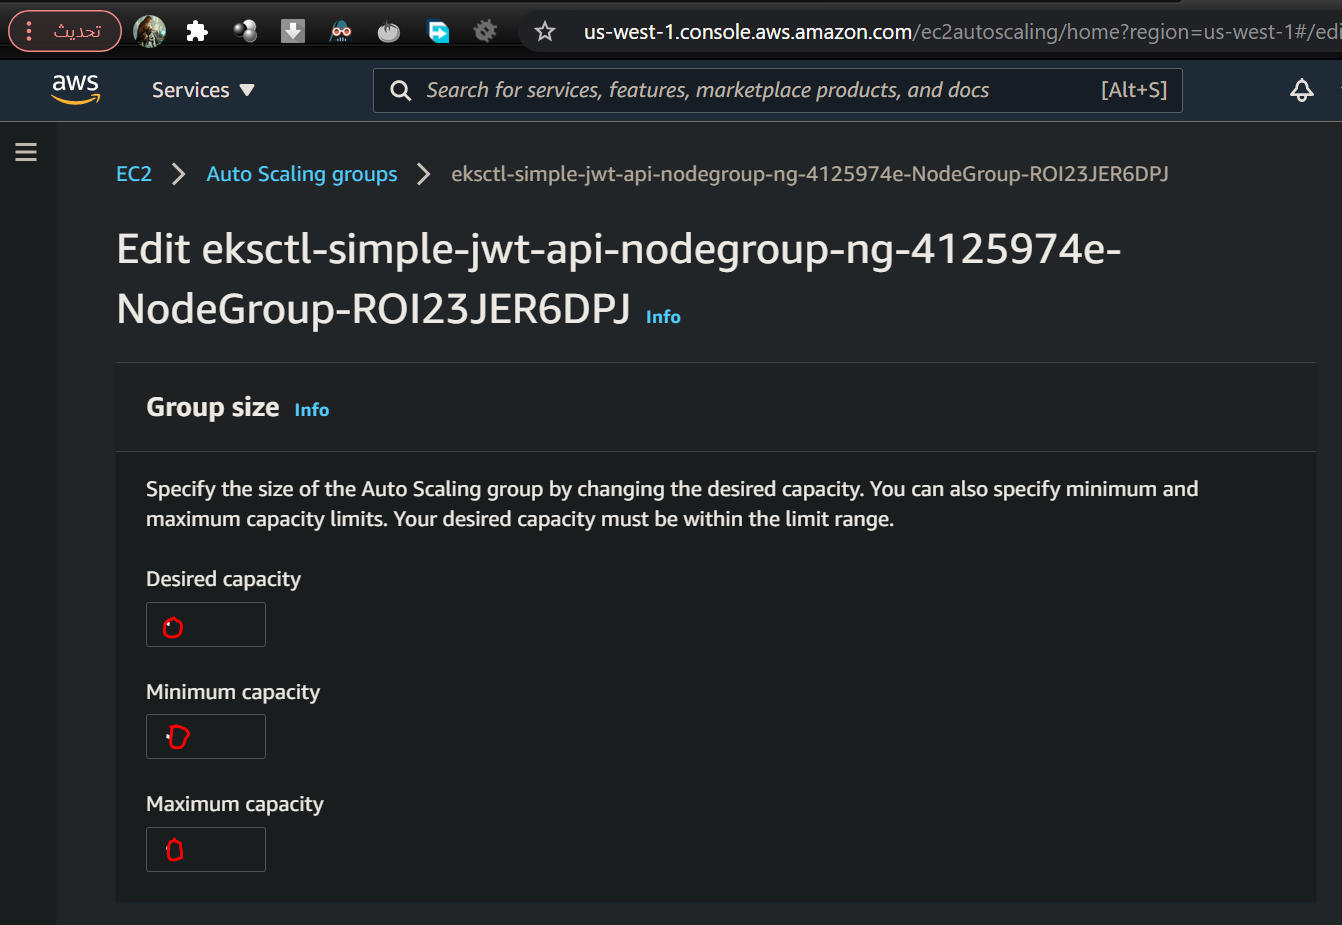 تحديث
us-west-1.console.aws.amazon.com/ec2autoscaling/home?region=us-west-1#/edi
aws
Services
Search for services, features, marketplace products, and docs [Alt+S]
EC2 Auto Scaling groups eksctl-simple-jwt-api-nodegroup-ng-4125974e-NodeGroup-ROI23JER6DPJ
Edit eksctl-simple-jwt-api-nodegroup-ng-4125974e-
NodeGroup-ROI23JER6DPJ Info
Group size Info
Specify the size of the Auto Scaling group by changing the desired capacity. You can also specify minimum and
maximum capacity limits. Your desired capacity must be within the limit range.
Desired capacity
0
Minimum capacity
0
Maximum capacity
0